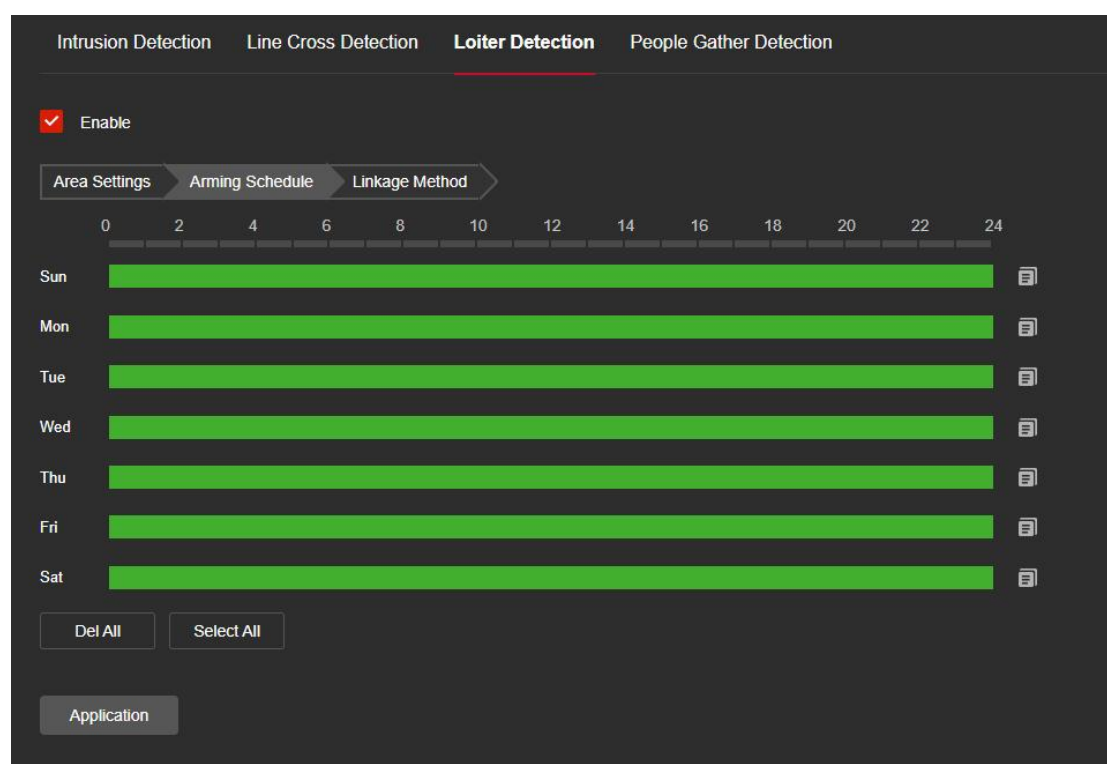 Intrusion Detection Line Cross Detection Loiter Detection People Gather Detection
Enable
Area Settings Arming Schedule Linkage Method
0 2 4 6 8 10 12 14 16 18 20 22 24
Sun
Mon
Tue
Wed
Thu
Fri
Sat
Del All Select All
Application